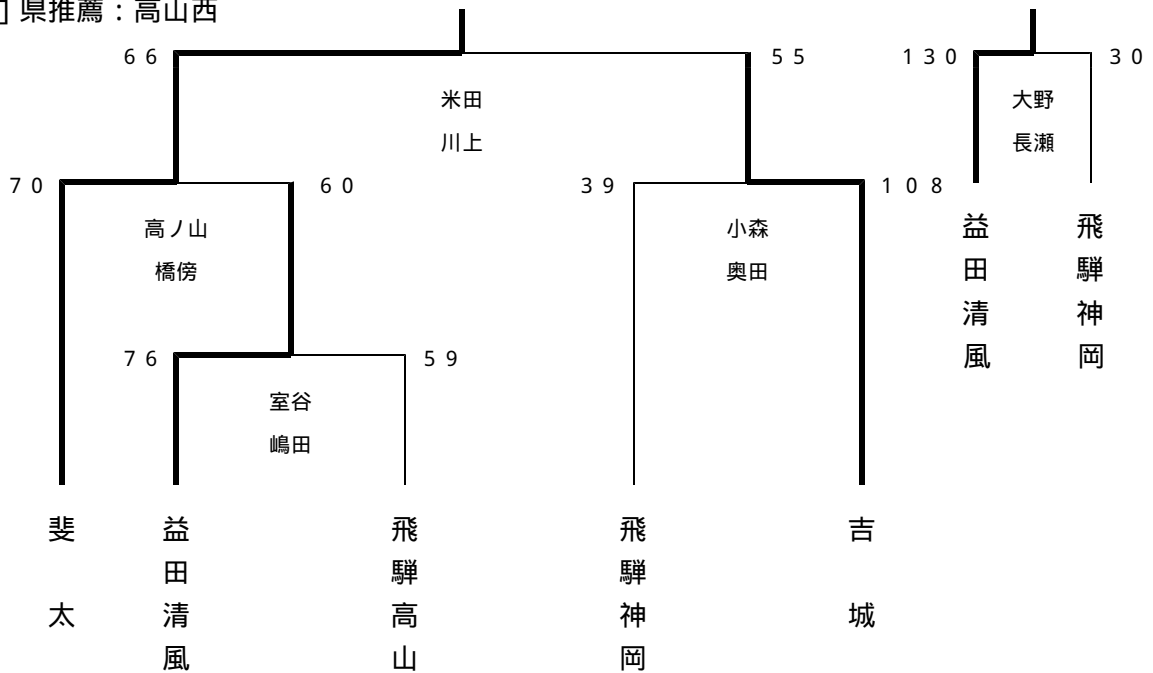 県推薦：高山西
66 55 130 30
米田 大野
川上 長瀬
70 60 39 108
高ノ山 小森
橋傍 奥田
76 59
室谷
嶋田
益田清風
飛騨神岡
斐太
益田清風
飛騨高山
飛騨神岡
吉城